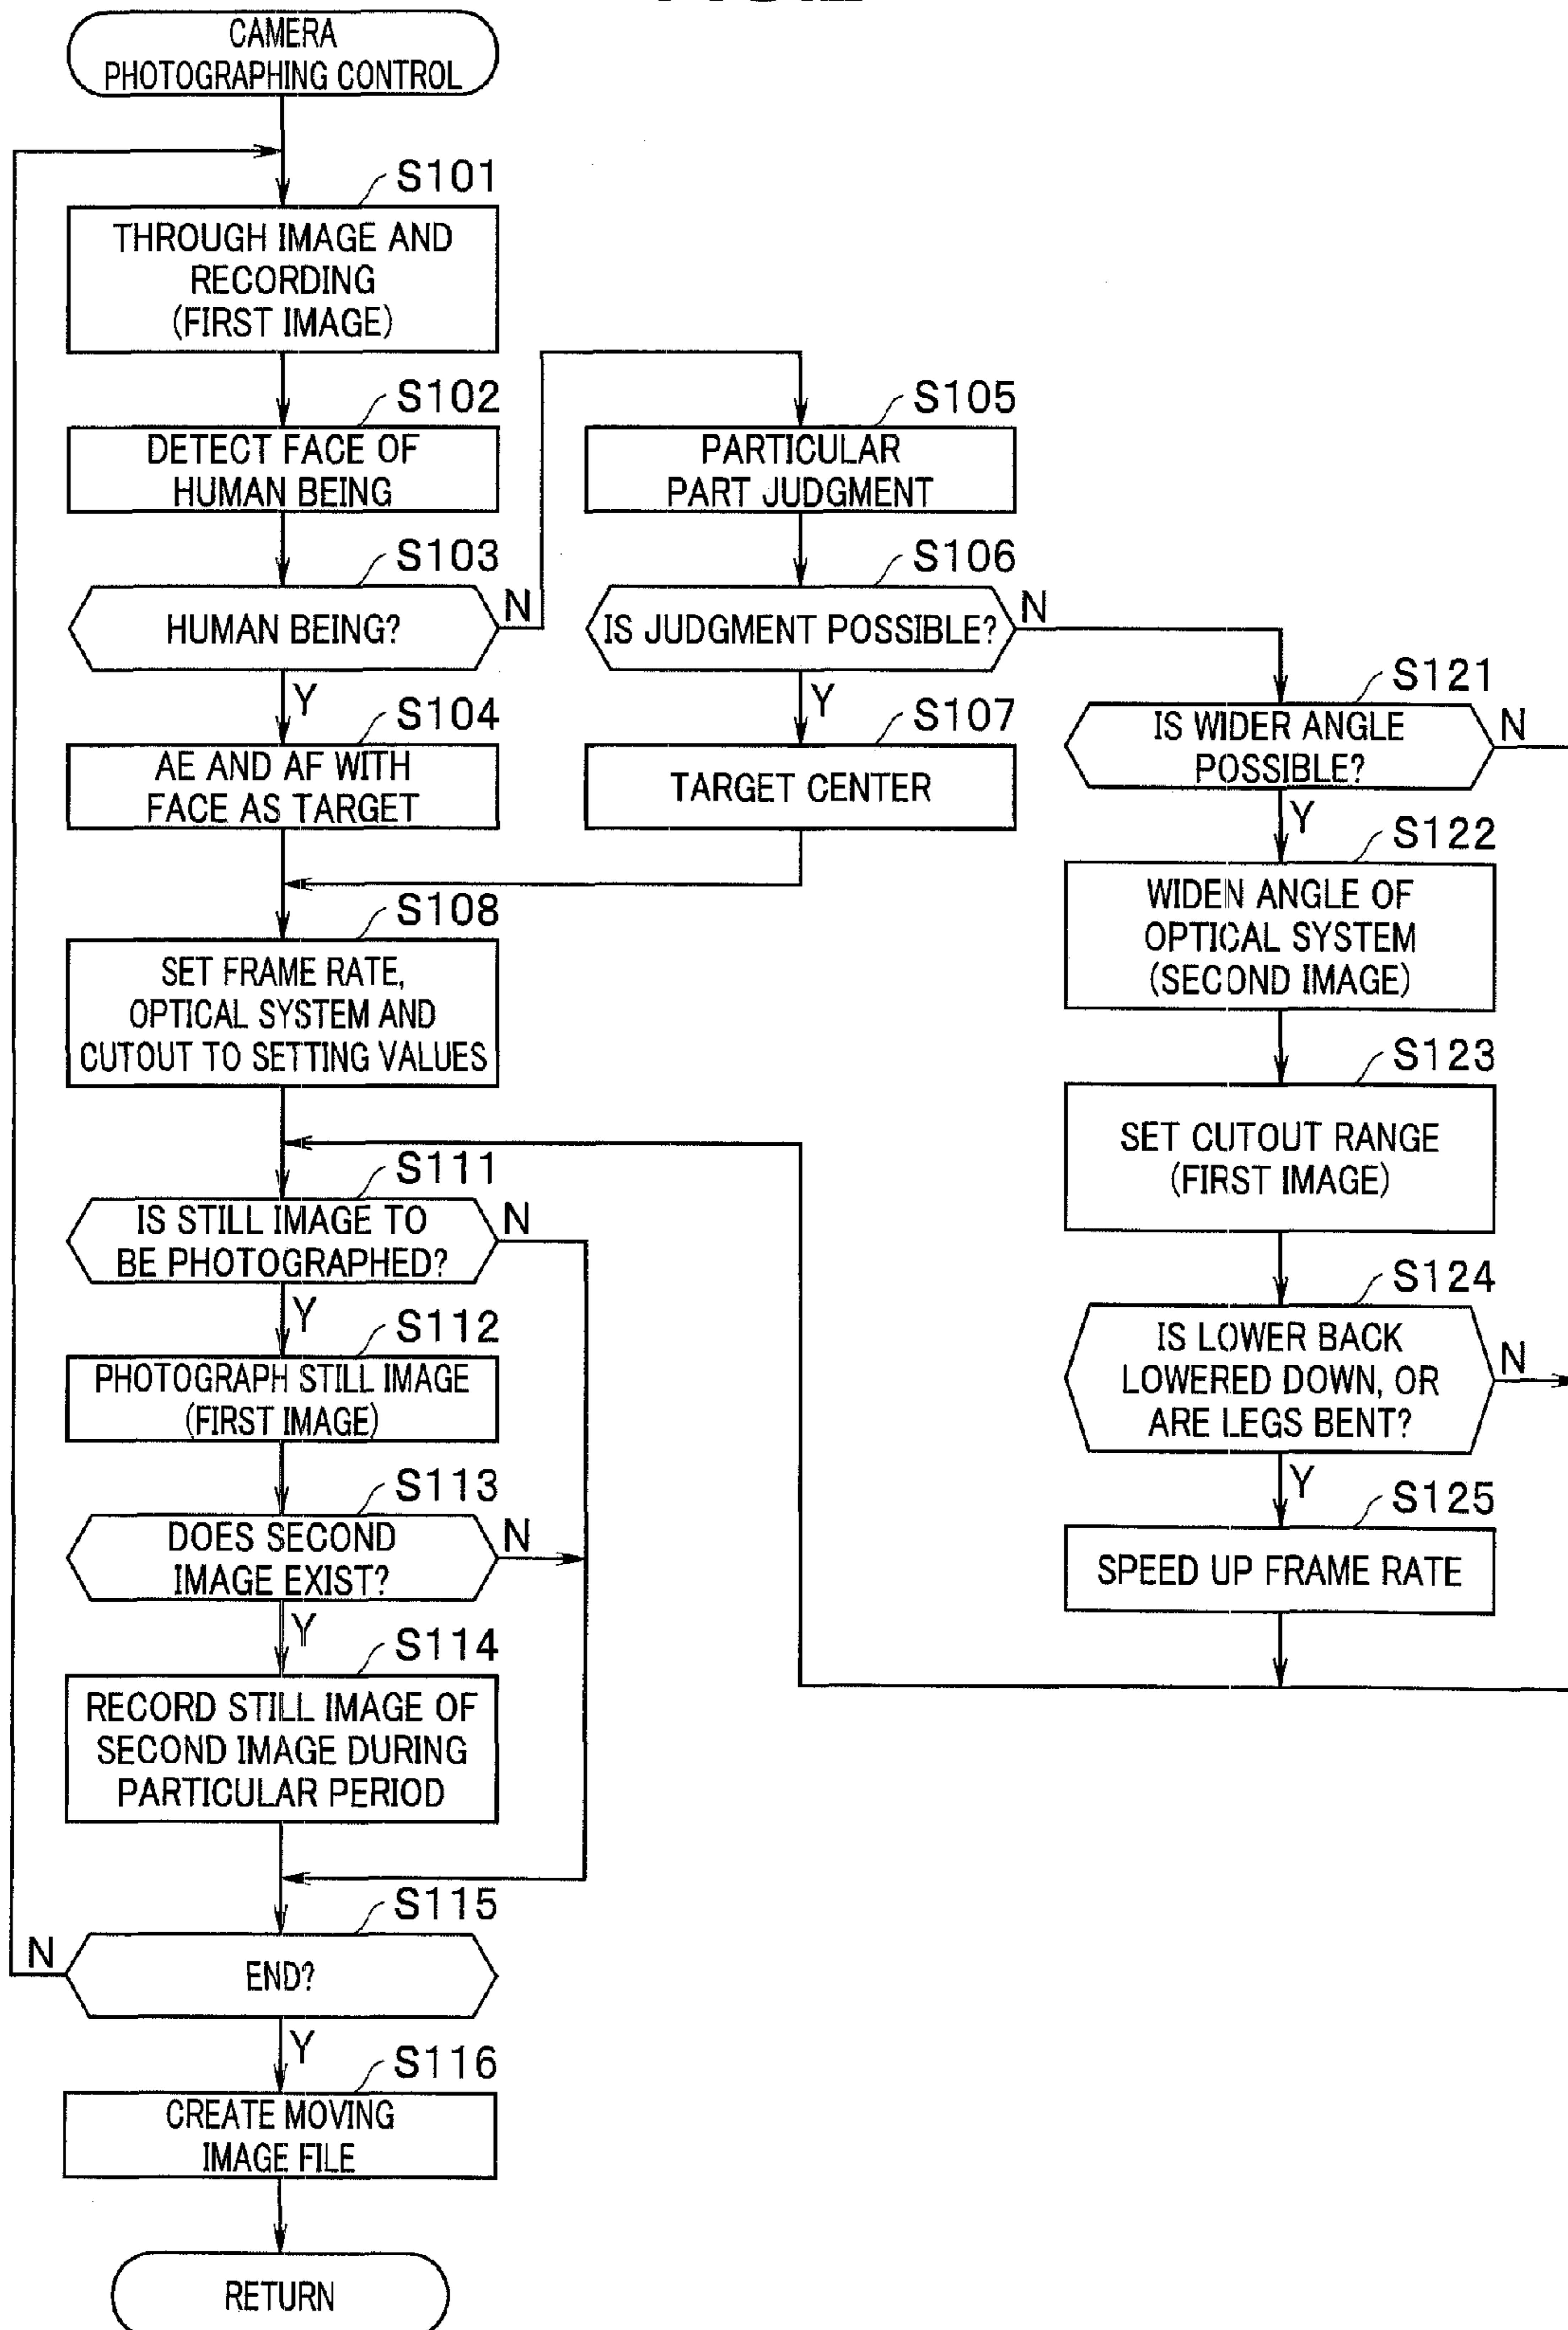 CAMERA
PHOTOGRAPHING CONTROL
S101
THROUGH IMAGE AND
RECORDING
(FIRST IMAGE)
S102
DETECT FACE OF
HUMAN BEING
S103
HUMAN BEING?
N
Y
S104
AE AND AF WITH
FACE AS TARGET
S105
PARTICULAR
PART JUDGMENT
S106
IS JUDGMENT POSSIBLE?
N
Y
S107
TARGET CENTER
S108
SET FRAME RATE,
OPTICAL SYSTEM AND
CUTOUT TO SETTING VALUES
S111
IS STILL IMAGE TO
BE PHOTOGRAPHED?
N
Y
S112
PHOTOGRAPH STILL IMAGE
(FIRST IMAGE)
S113
DOES SECOND
IMAGE EXIST?
N
Y
S114
RECORD STILL IMAGE OF
SECOND IMAGE DURING
PARTICULAR PERIOD
S115
END?
N
Y
S116
CREATE MOVING
IMAGE FILE
RETURN
S121
IS WIDER ANGLE
POSSIBLE?
N
Y
S122
WIDEN ANGLE OF
OPTICAL SYSTEM
(SECOND IMAGE)
S123
SET CUTOUT RANGE
(FIRST IMAGE)
S124
IS LOWER BACK
LOWERED DOWN, OR
ARE LEGS BENT?
N
Y
S125
SPEED UP FRAME RATE